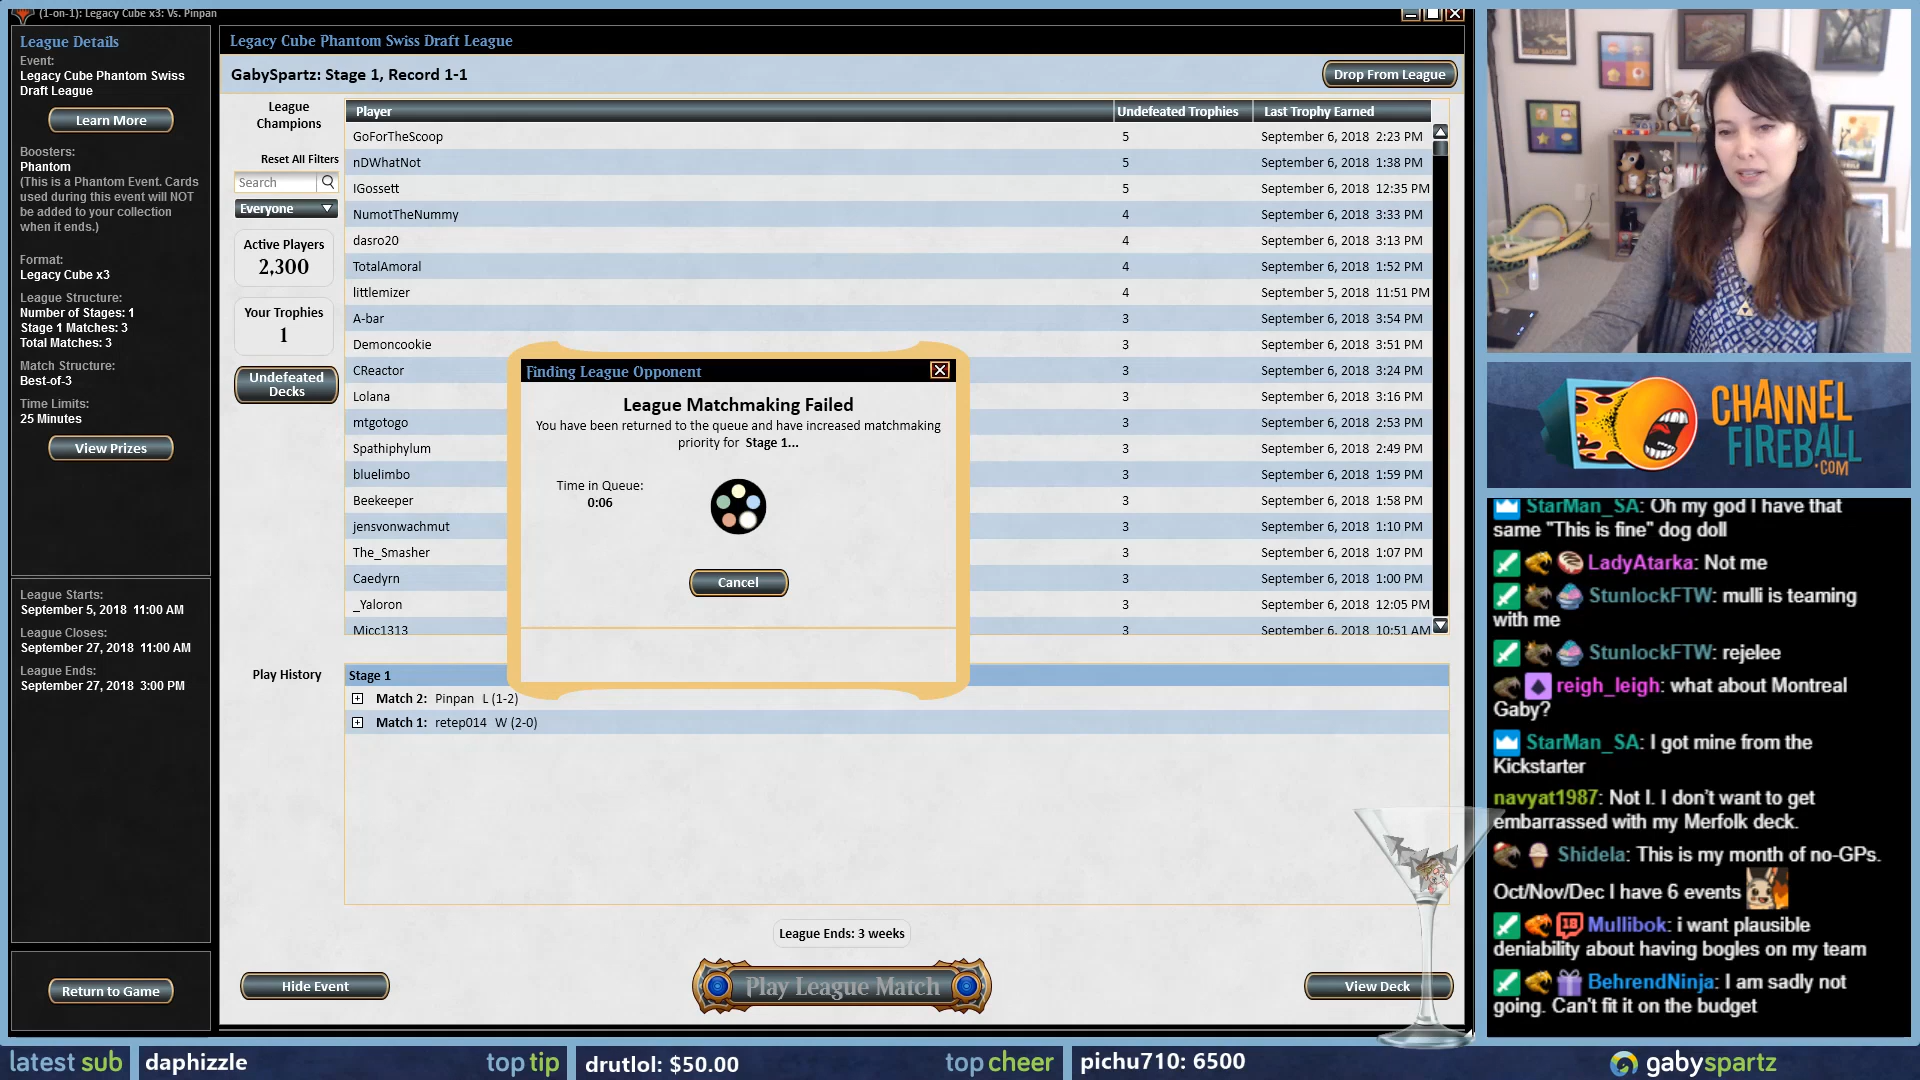 (1-on-1): Legacy Cube x3: Vs. Pinpan
League Details
Event:
Legacy Cube Phantom Swiss
Draft League
Learn More
Boosters:
Phantom
(This is a Phantom Event. Cards
used during this event will NOT
be added to your collection
when it ends.)
Format:
Legacy Cube x3
League Structure:
Number of Stages: 1
Stage 1 Matches: 3
Total Matches: 3
Match Structure:
Best-of-3
Time Limits:
25 Minutes
View Prizes
League Starts:
September 5, 2018 11:00 AM
League Closes:
September 27, 2018 11:00 AM
League Ends:
September 27, 2018 3:00 PM
Return to Game
Legacy Cube Phantom Swiss Draft League
GabySpartz: Stage 1, Record 1-1
Drop From League
League
Champions
Reset All Filters
Search
Everyone
Active Players
2,300
Your Trophies
1
Undefeated
Decks
Player Undefeated Trophies Last Trophy Earned
GoForTheScoop 5 September 6, 2018 2:23 PM
nDWhatNot 5 September 6, 2018 1:38 PM
IGossett 5 September 6, 2018 12:35 PM
NumotTheNummy 4 September 6, 2018 3:33 PM
dasro20 4 September 6, 2018 3:13 PM
TotalAmoral 4 September 6, 2018 1:52 PM
littlemizer 4 September 5, 2018 11:51 PM
A-bar 3 September 6, 2018 3:54 PM
Demoncookie 3 September 6, 2018 3:51 PM
CReactor 3 September 6, 2018 3:24 PM
Lolana 3 September 6, 2018 3:16 PM
mtgotogo 3 September 6, 2018 2:53 PM
Spathiphylum 3 September 6, 2018 2:49 PM
bluelimbo 3 September 6, 2018 1:59 PM
Beekeeper 3 September 6, 2018 1:58 PM
jensvonwachmut 3 September 6, 2018 1:10 PM
The_Smasher 3 September 6, 2018 1:07 PM
Caedyrn 3 September 6, 2018 1:00 PM
_Yaloron 3 September 6, 2018 12:05 PM
Micc1313 3 September 6, 2018 10:51 AM
Finding League Opponent
League Matchmaking Failed
You have been returned to the queue and have increased matchmaking
priority for Stage 1...
Time in Queue:
0:06
Cancel
Play History
Stage 1
Match 2: Pinpan L (1-2)
Match 1: retep014 W (2-0)
League Ends: 3 weeks
Hide Event
Play League Match
View Deck
CHANNEL
FIREBALL
.COM
StarMan_SA: Oh my god I have that
same "This is fine" dog doll
LadyAtarka: Not me
StunlockFTW: mulli is teaming
with me
StunlockFTW: rejelee
reigh_leigh: what about Montreal
Gaby?
StarMan_SA: I got mine from the
Kickstarter
navyat1987: Not I. I don't want to get
embarrassed with my Merfolk deck.
Shidela: This is my month of no-GPs.
Oct/Nov/Dec I have 6 events
18 Mullibok: i want plausible
deniability about having bogles on my team
BehrendNinja: I am sadly not
going. Can't fit it on the budget
latest sub daphizzle
top tip drutlol: $50.00
top cheer pichu710: 6500
gabyspartz